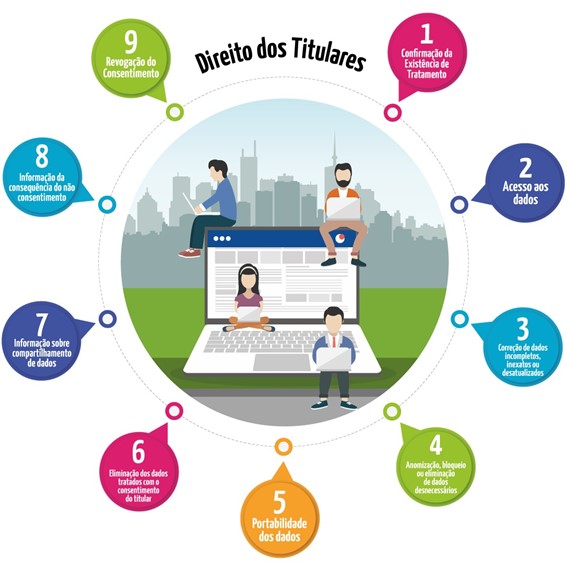 Direito dos Titulares
1
Confirmação da
Existência de
Tratamento
2
Acesso aos
dados
3
Correção de dados
incompletos,
inexatos ou
desatualizados
4
Anomização, bloqueio
ou eliminação
de dados
desnecessários
5
Portabilidade
dos dados
6
Eliminação dos dados
tratados com o
consentimento
do titular
7
Informação sobre
compartilhamento
de dados
8
Informação da
consequência do não
consentimento
9
Revogação do
Consentimento